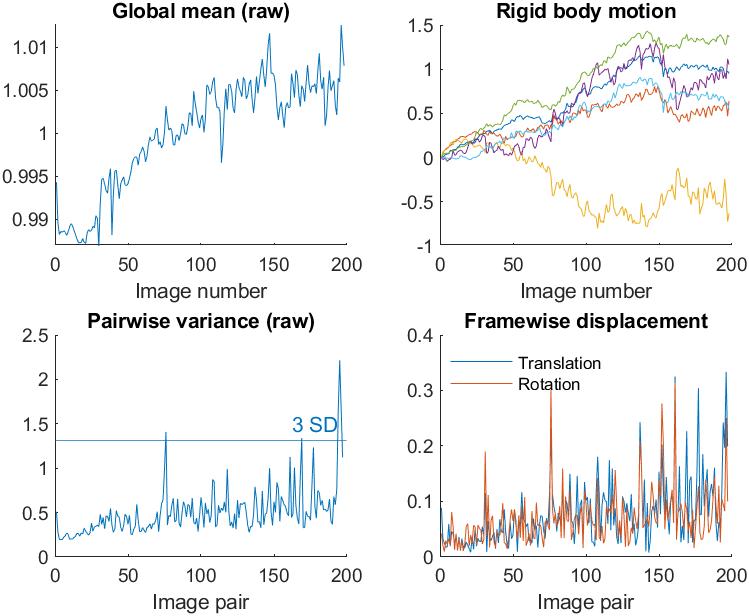 Global mean (raw)
1.01
1.005
1
0.995
0.99
0 50 100 150 200
Image number
Rigid body motion
1.5
1
0.5
0
-0.5
-1
0 50 100 150 200
Image number
Pairwise variance (raw)
2.5
2
1.5
1
0.5
0
3 SD
0 50 100 150 200
Image pair
Framewise displacement
0.4
0.3
0.2
0.1
0
Translation
Rotation
0 50 100 150 200
Image pair